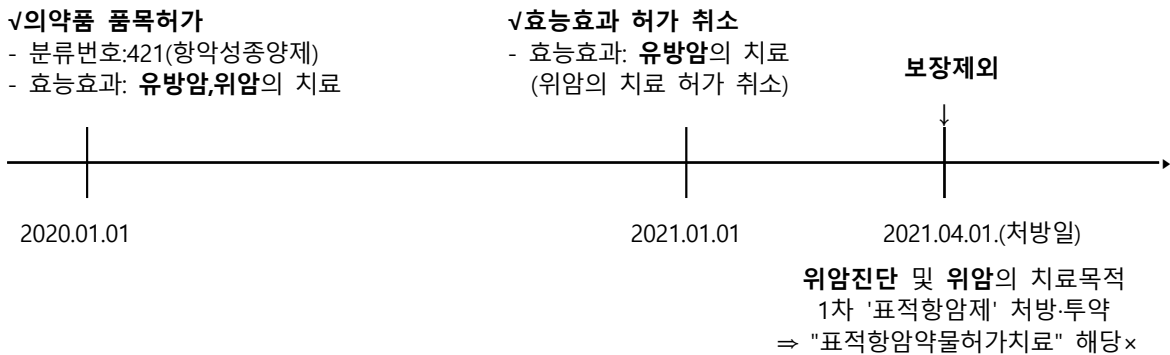 √의약품 품목허가
- 분류번호:421(항악성종양제)
- 효능효과: 유방암,위암의 치료
√효능효과 허가 취소
- 효능효과: 유방암의 치료
(위암의 치료 허가 취소)
보장제외
↓
2020.01.01
2021.01.01
2021.04.01.(처방일)
위암진단 및 위암의 치료목적
1차 '표적항암제' 처방·투약
⇒ "표적항암약물허가치료" 해당×